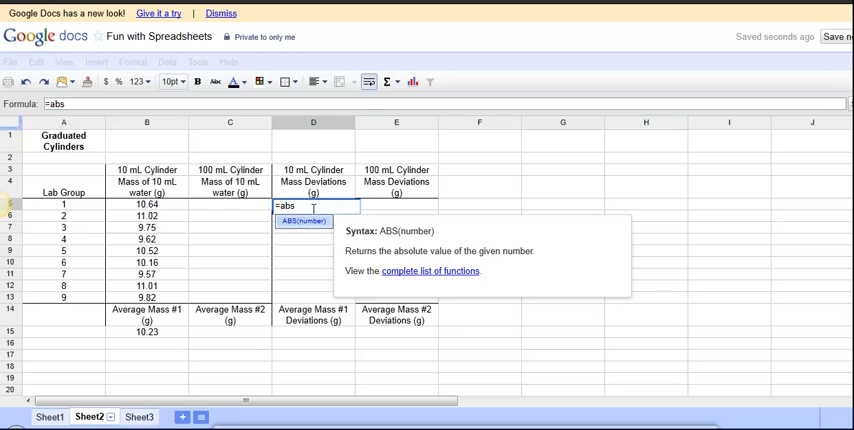 Google Docs has a new look! Give it a try | Dismiss
Google docs Fun with Spreadsheets Private to only me Saved seconds ago Save n
File Edit View Insert Format Data Tools Help
$ % 123 10pt B Abc A Σ
Formula: =abs
A B C D E F G H I J
1 Graduated
Cylinders
2
3 10 mL Cylinder 100 mL Cylinder 10 mL Cylinder 100 mL Cylinder
4 Mass of 10 mL Mass of 10 mL Mass Deviations Mass Deviations
Lab Group water (g) water (g) (g) (g)
5 1 10.64 =abs
6 2 11.02 ABS(number)
7 3 9.75 Syntax: ABS(number)
8 4 9.62
9 5 10.52 Returns the absolute value of the given number.
10 6 10.16
11 7 9.57 View the complete list of functions.
12 8 11.01
13 9 9.82
14 Average Mass #1 Average Mass #2 Average Mass #1 Average Mass #2
(g) (g) Deviations (g) Deviations (g)
15 10.23
16
17
18
19
20
Sheet1 Sheet2 Sheet3